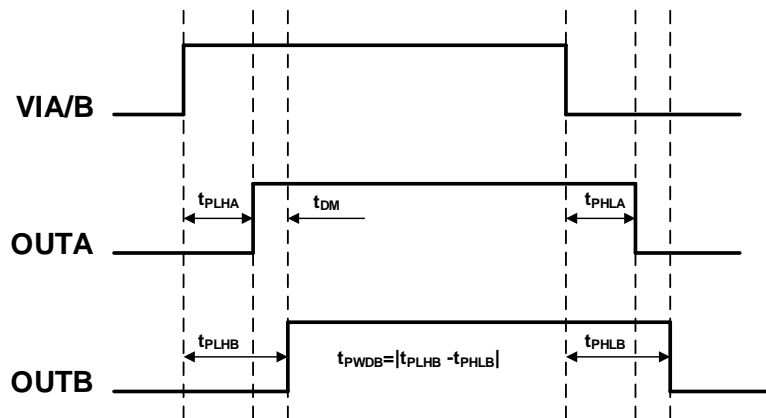 VIA/B
tPLHA
tDM
tPHLA
OUTA
tPLHB
tPWDB=|tPLHB -tPHLB|
tPHLB
OUTB